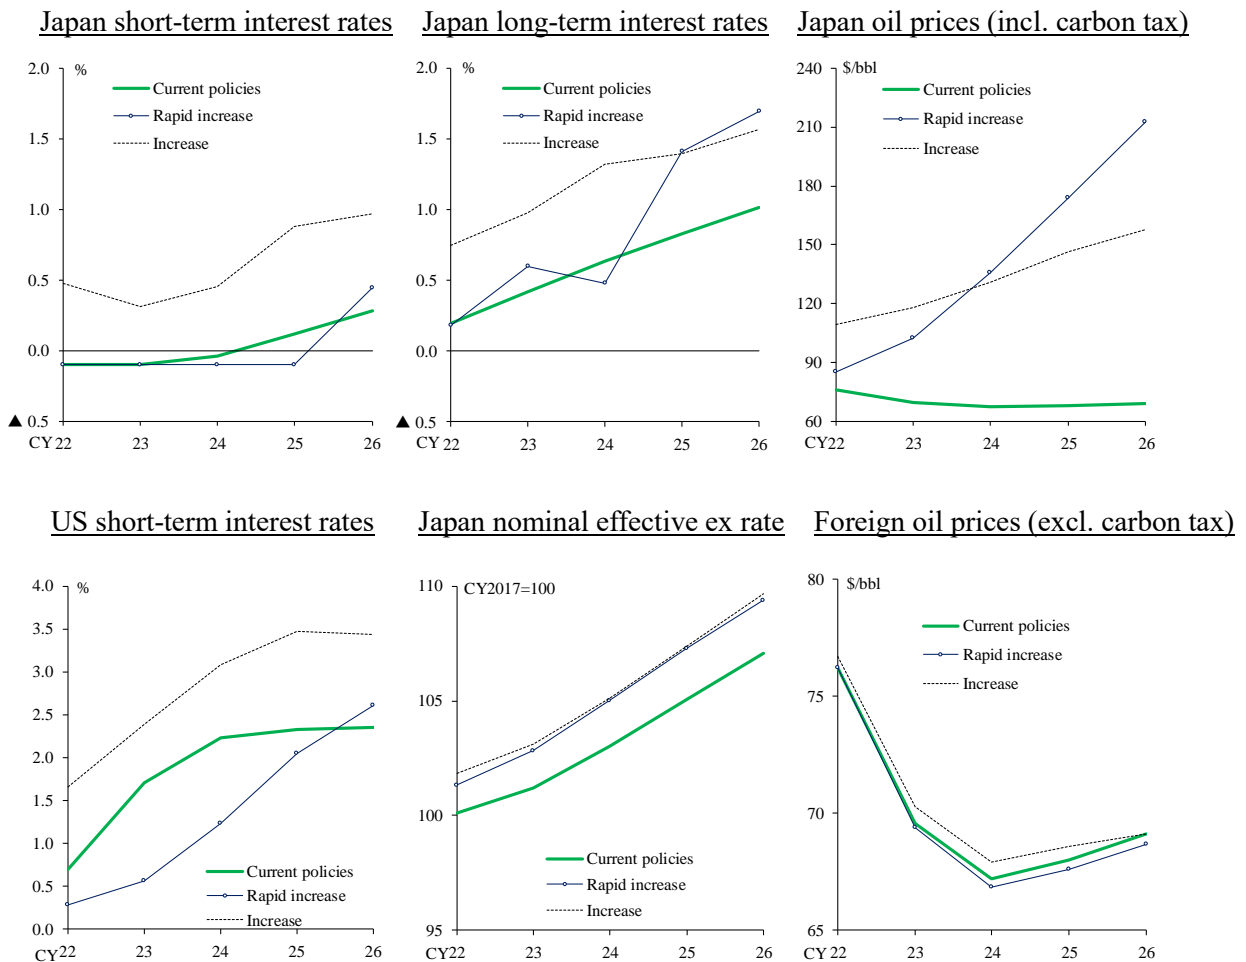 Japan short-term interest rates
2.0
%
Current policies
Rapid increase
1.5
Increase
1.0
0.5
0.0
▲ 0.5
CY 22 23 24 25 26
Japan long-term interest rates
2.0
%
Current policies
Rapid increase
1.5
Increase
1.0
0.5
0.0
▲ 0.5
CY 22 23 24 25 26
Japan oil prices (incl. carbon tax)
240
$/bbl
Current policies
Rapid increase
210
Increase
180
150
120
90
60
CY22 23 24 25 26
US short-term interest rates
4.0
%
3.5
3.0
2.5
2.0
1.5
1.0
Current policies
0.5
Rapid increase
Increase
0.0
CY22 23 24 25 26
Japan nominal effective ex rate
110
CY2017=100
105
100
Current policies
Rapid increase
Increase
95
CY 22 23 24 25 26
Foreign oil prices (excl. carbon tax)
80
$/bbl
Current policies
Rapid increase
Increase
75
70
65
CY 22 23 24 25 26